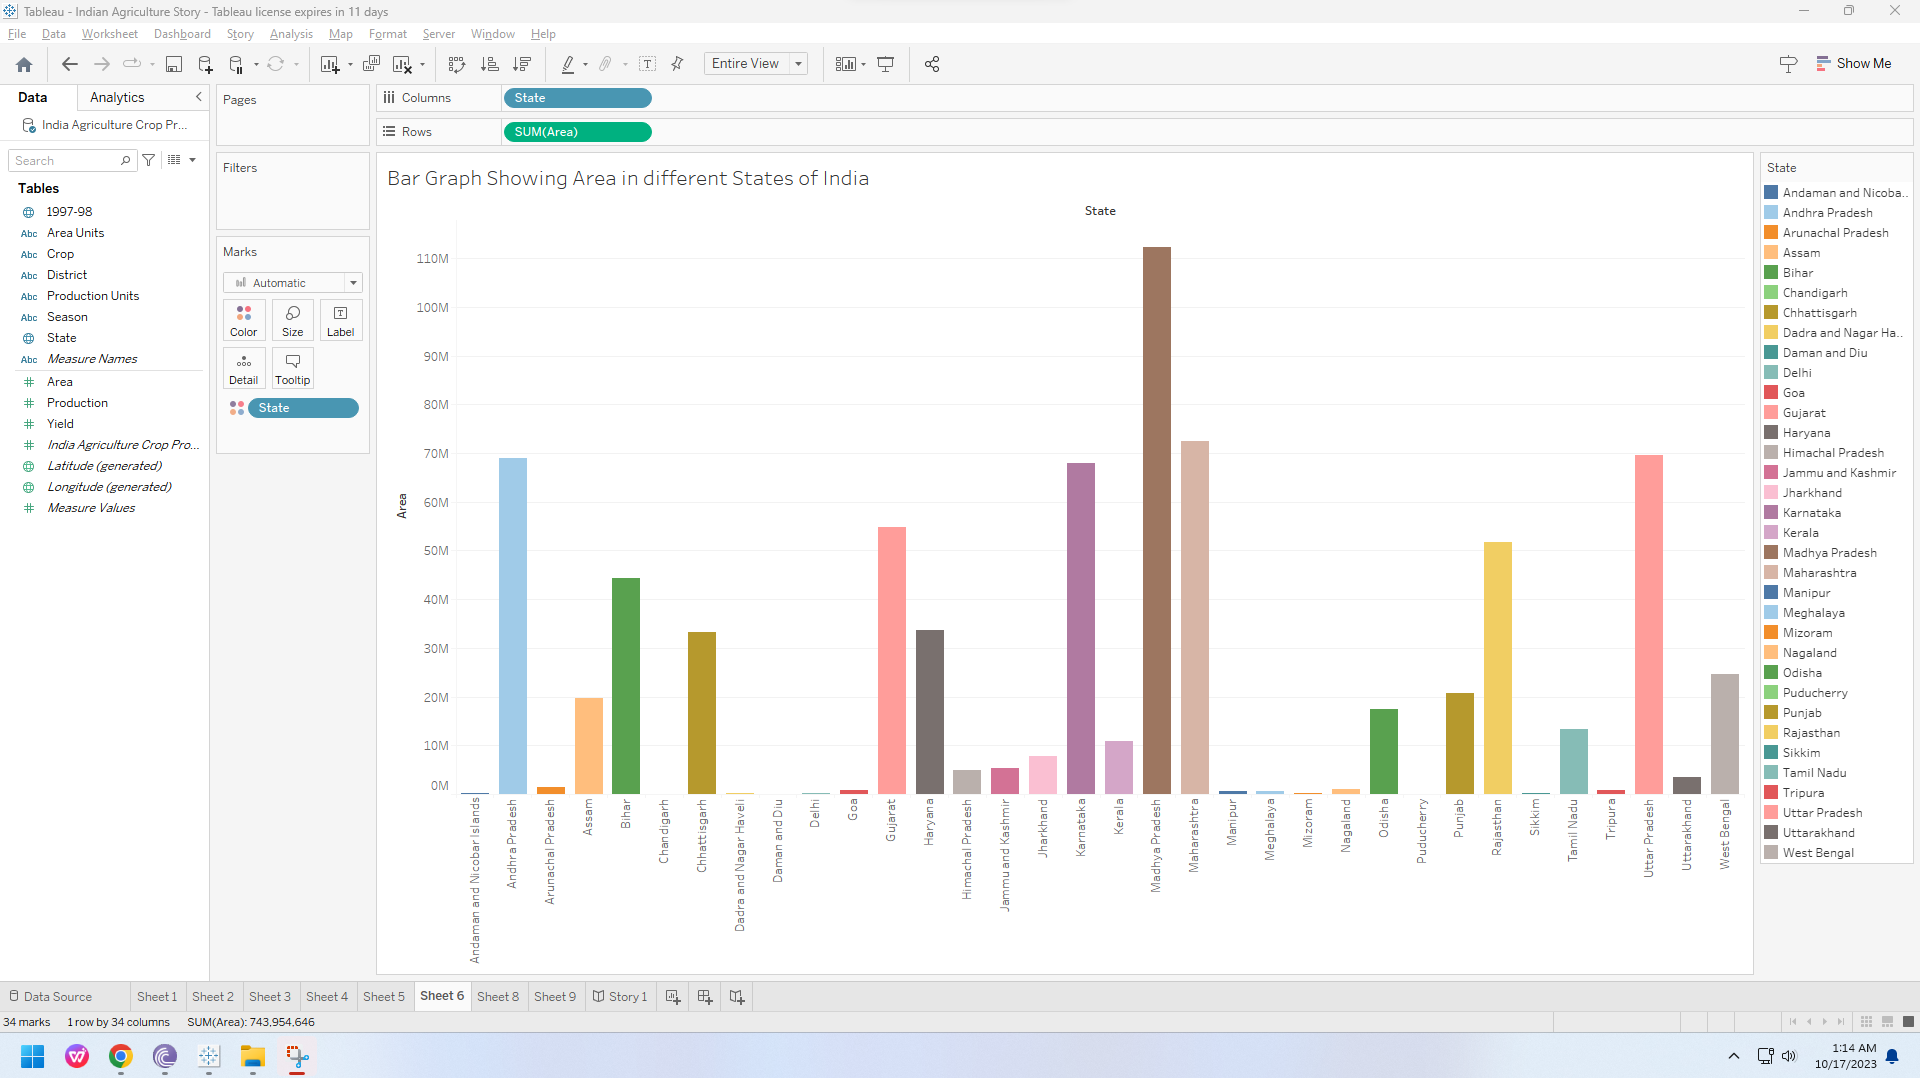 Tableau - Indian Agriculture Story - Tableau license expires in 11 days
File Data Worksheet Dashboard Story Analysis Map Format Server Window Help
Entire View
Show Me
Data Analytics
India Agriculture Crop Pr...
Search
Tables
1997-98
Abc Area Units
Abc Crop
Abc District
Abc Production Units
Abc Season
State
Abc Measure Names
Area
Production
Yield
India Agriculture Crop Pro...
Latitude (generated)
Longitude (generated)
Measure Values
Pages
Filters
Marks
Automatic
Color Size Label
Detail Tooltip
State
Columns State
Rows SUM(Area)
Bar Graph Showing Area in different States of India
State
Area
110M
100M
90M
80M
70M
60M
50M
40M
30M
20M
10M
0M
Andaman and Nicobar Islands
Andhra Pradesh
Arunachal Pradesh
Assam
Bihar
Chandigarh
Chhattisgarh
Dadra and Nagar Haveli
Daman and Diu
Delhi
Goa
Gujarat
Haryana
Himachal Pradesh
Jammu and Kashmir
Jharkhand
Karnataka
Kerala
Madhya Pradesh
Maharashtra
Manipur
Meghalaya
Mizoram
Nagaland
Odisha
Puducherry
Punjab
Rajasthan
Sikkim
Tamil Nadu
Tripura
Uttar Pradesh
Uttarakhand
West Bengal
State
Andaman and Nicoba..
Andhra Pradesh
Arunachal Pradesh
Assam
Bihar
Chandigarh
Chhattisgarh
Dadra and Nagar Ha..
Daman and Diu
Delhi
Goa
Gujarat
Haryana
Himachal Pradesh
Jammu and Kashmir
Jharkhand
Karnataka
Kerala
Madhya Pradesh
Maharashtra
Manipur
Meghalaya
Mizoram
Nagaland
Odisha
Puducherry
Punjab
Rajasthan
Sikkim
Tamil Nadu
Tripura
Uttar Pradesh
Uttarakhand
West Bengal
Data Source Sheet 1 Sheet 2 Sheet 3 Sheet 4 Sheet 5 Sheet 6 Sheet 8 Sheet 9 Story 1
34 marks 1 row by 34 columns SUM(Area): 743,954,646
1:14 AM
10/17/2023